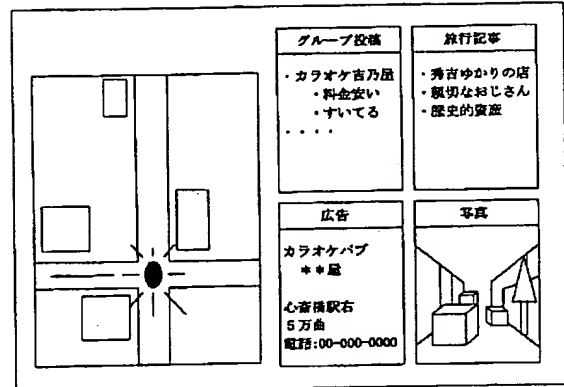 グループ投稿
・カラオケ吉乃屋
・料金安い
・すいてる
・・・・
旅行記事
・秀吉ゆかりの店
・親切なおじさん
・歴史的資産
広告
カラオケパブ
＊＊屋
心斎橋駅右
5万曲
電話:00-000-0000
写真